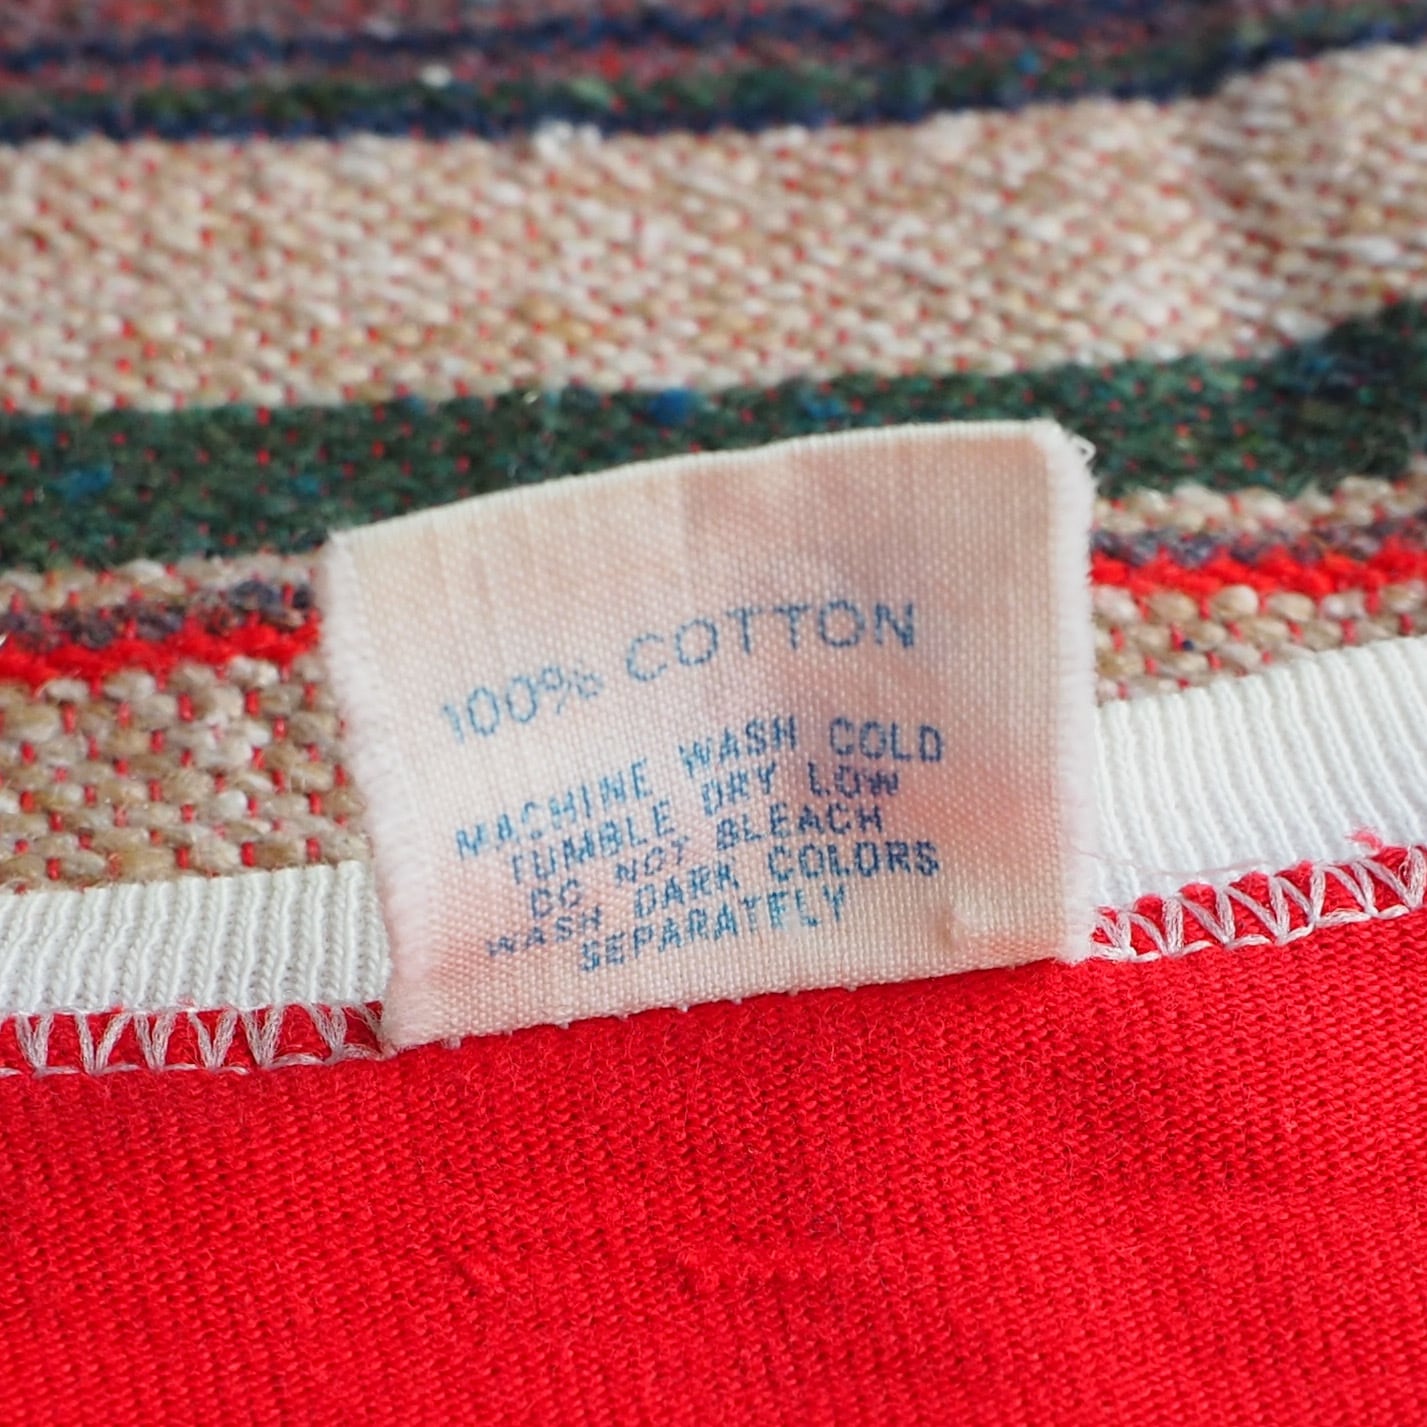 100% COTTON
MACHINE WASH COLD
TUMBLE DRY LOW
DO NOT BLEACH
WASH DARK COLORS
SEPARATELY